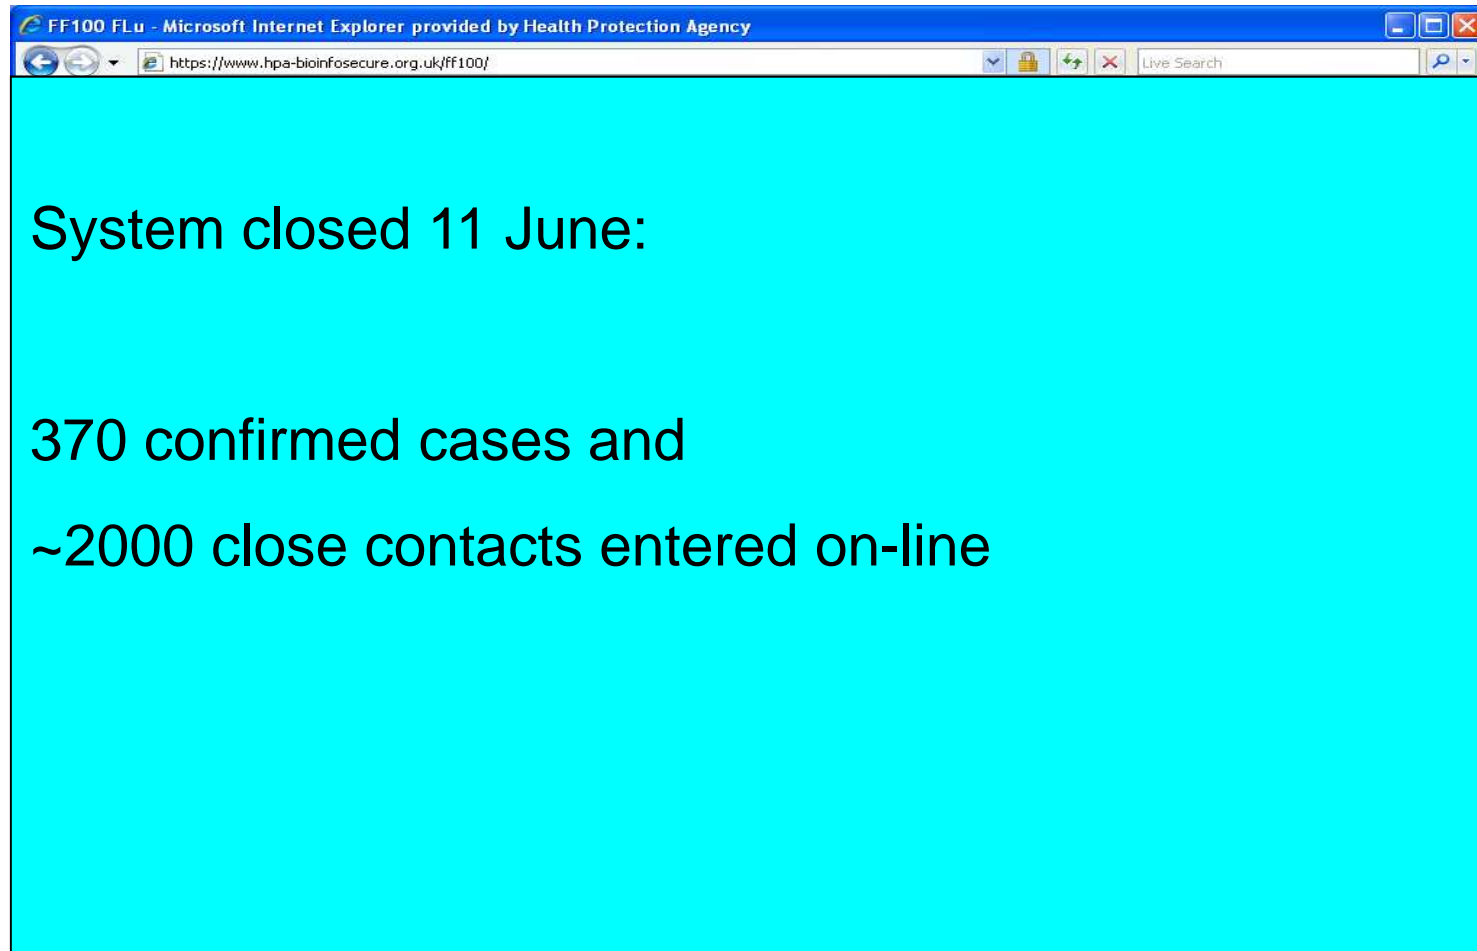 FF100 FLu - Microsoft Internet Explorer provided by Health Protection Agency
https://www.hpa-bioinfosecure.org.uk/ff100/ Live Search
System closed 11 June:
370 confirmed cases and
~2000 close contacts entered on-line